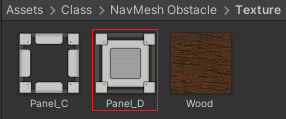 Assets > Class > NavMesh Obstacle > Texture
Panel_C Panel_D Wood